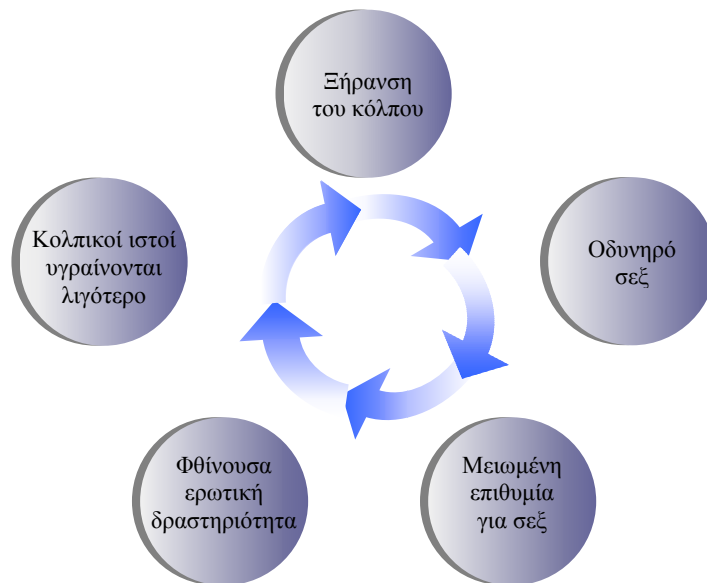 Ξήρανση
του κόλπου
Οδυνηρό
σεξ
Μειωμένη
επιθυμία
για σεξ
Φθίνουσα
ερωτική
δραστηριότητα
Κολπικοί ιστοί
υγραίνονται
λιγότερο